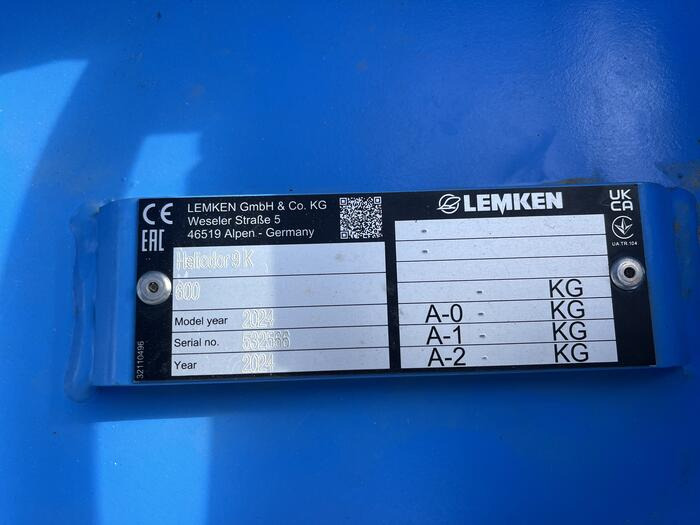 CE
EAC
LEMKEN GmbH & Co. KG
Weseler Straße 5
46519 Alpen - Germany
Heliodor 9 K
600
Model year 2024
Serial no.
Year 2024
32110496
LEMKEN
-
-
- KG
A-0 - KG
A-1 - KG
A-2 - KG
UK
CA
UA.TR.104